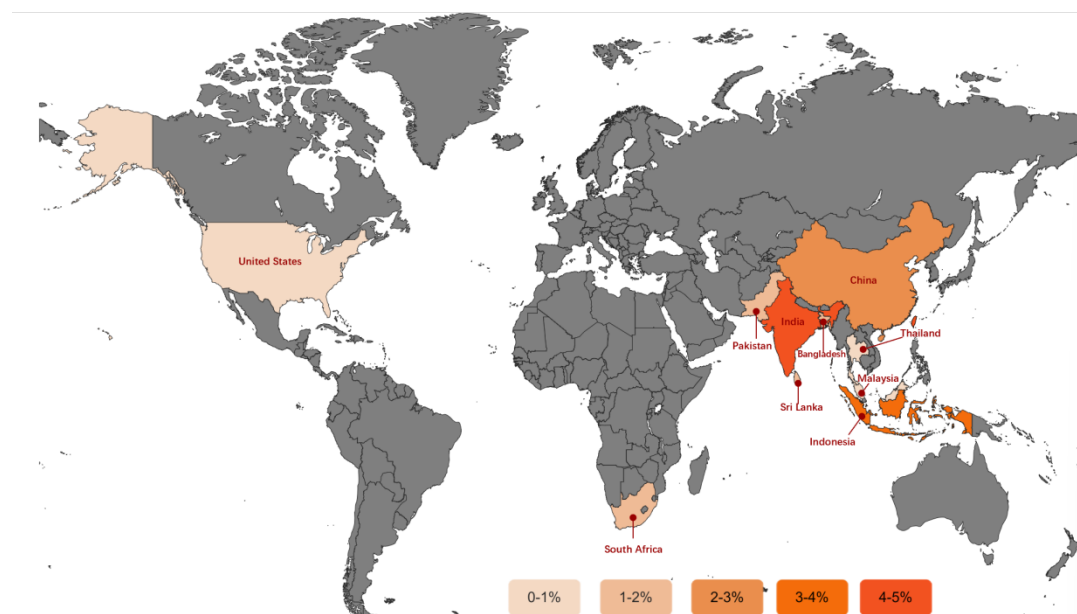 United States
China
India
Pakistan
Bangladesh
Thailand
Malaysia
Sri Lanka
Indonesia
South Africa
0-1%
1-2%
2-3%
3-4%
4-5%